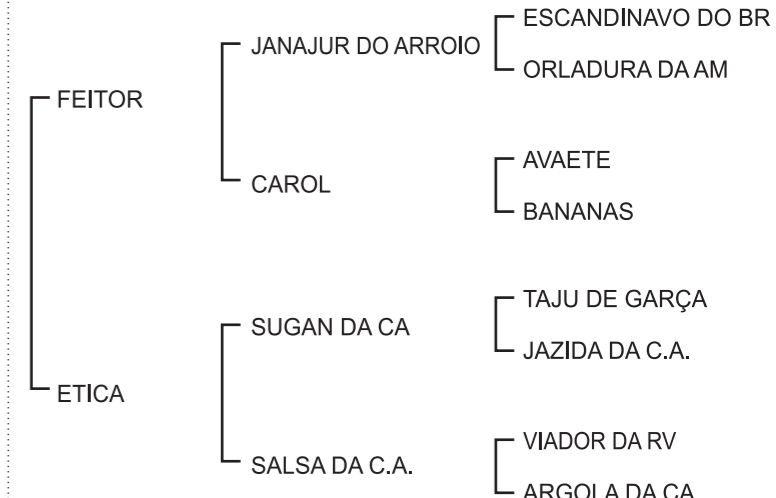 ESCANDINAVO DO BR
JANAJUR DO ARROIO
ORLADURA DA AM
FEITOR
AVAETE
CAROL
BANANAS
TAJU DE GARÇA
SUGAN DA CA
JAZIDA DA C.A.
ETICA
VIADOR DA RV
SALSA DA C.A.
ARGOLA DA CA